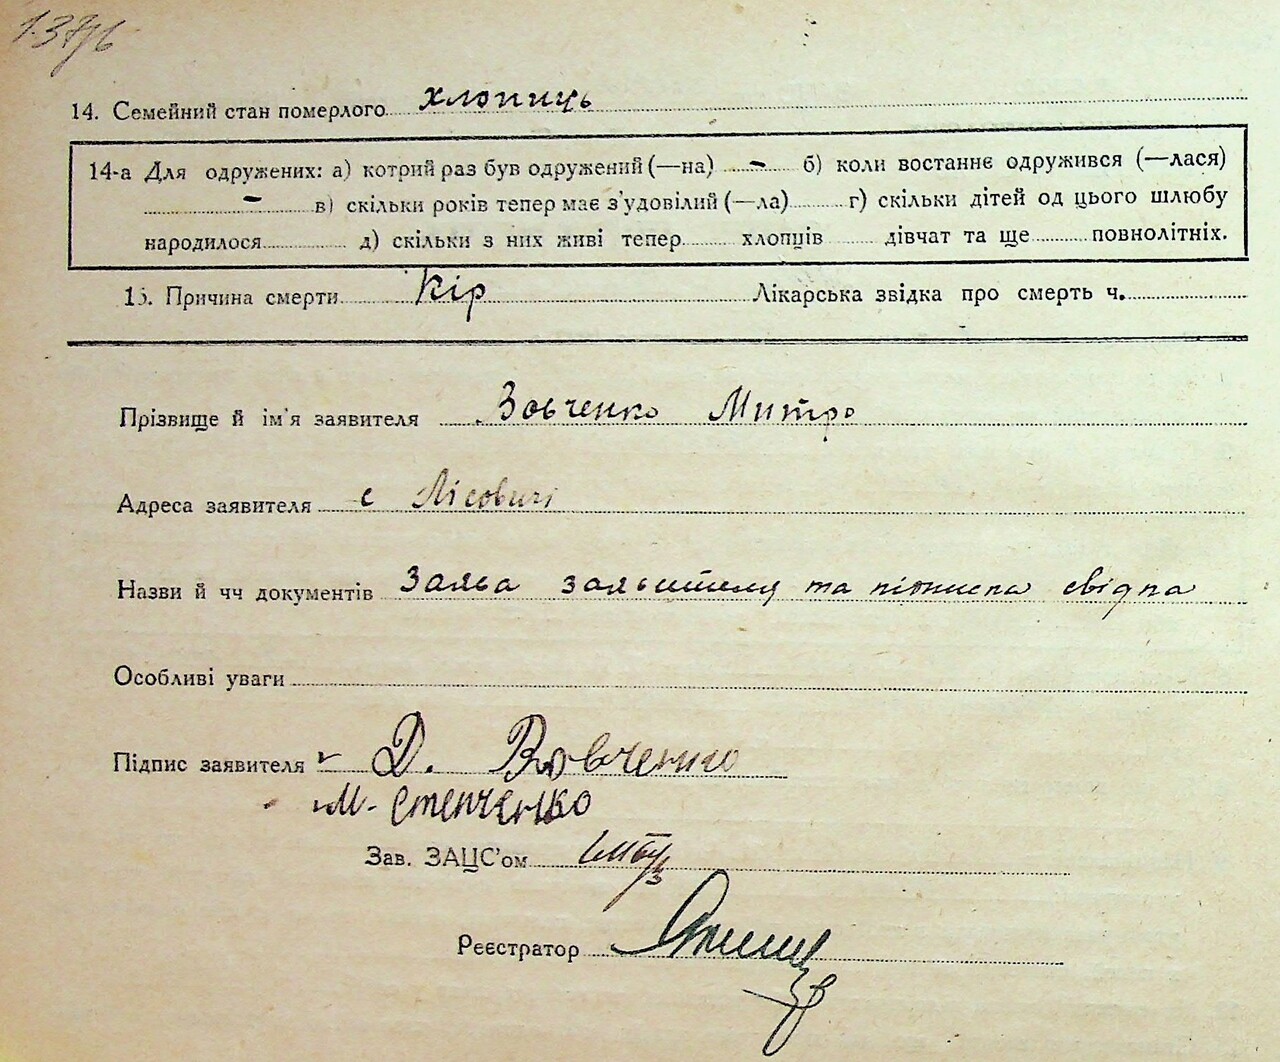 14. Семейний стан померлого хлопиць
14-а Для одружених: а) котрий раз був одружений (—на) - б) коли востаннє одружився (—лася)
- в) скільки років тепер має з'удовілий (—ла) г) скільки дітей од цього шлюбу
народилося д) скільки з них живі тепер хлопців дівчат та ще повнолітніх.
15. Причина смерти Кір Лікарська звідка про смерть ч.
Прізвище й ім'я заявителя Вовченко Митро
Адреса заявителя с Лісовичі
Назви й чч документів Заява заявителя та підписка свідка
Особливі уваги
Підпис заявителя Д. Вовченко
М. Степченко
Зав. ЗАЦС'ом
Реєстратор